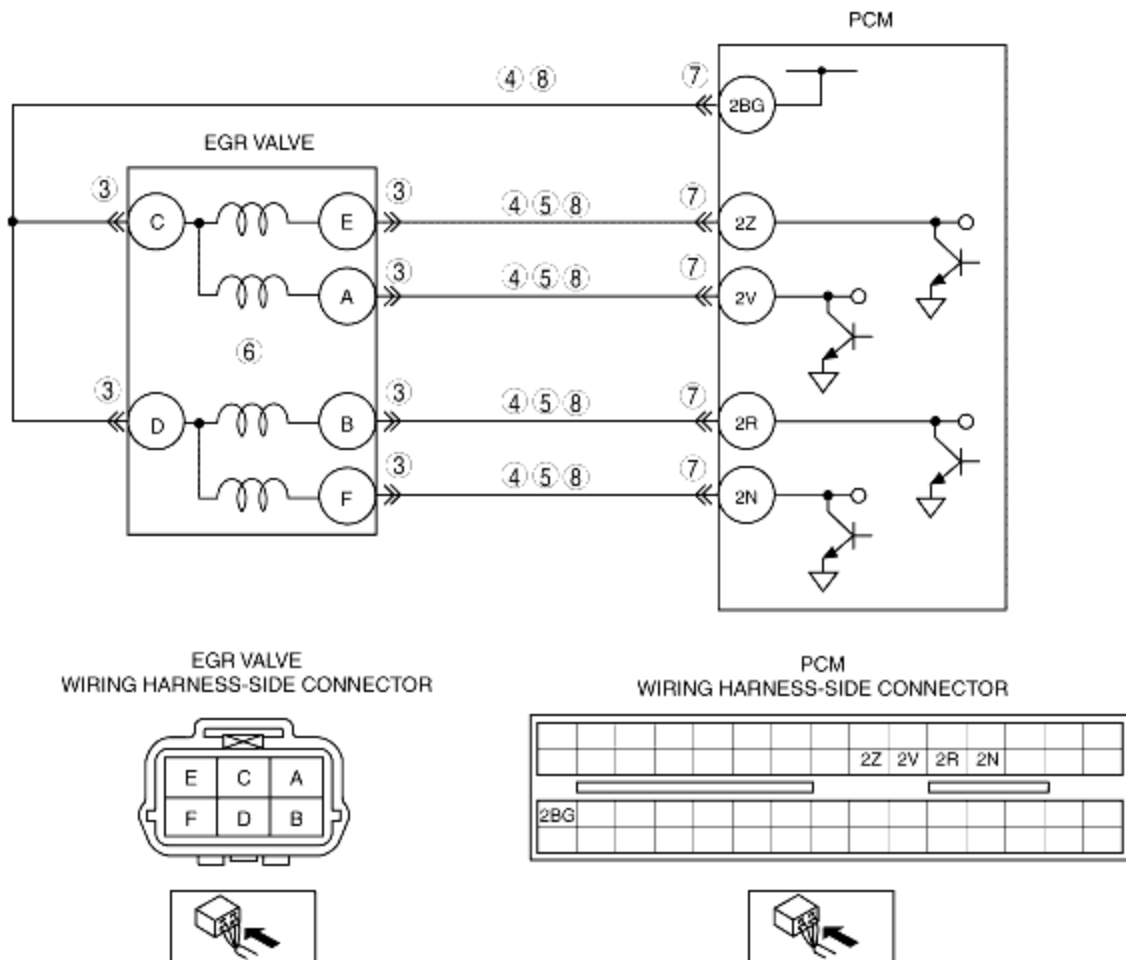 PCM
④ ⑧ ⑦ 2BG
EGR VALVE
③ C E ③ ④ ⑤ ⑧ ⑦ 2Z
A ③ ④ ⑤ ⑧ ⑦ 2V
⑥
③ D B ③ ④ ⑤ ⑧ ⑦ 2R
F ③ ④ ⑤ ⑧ ⑦ 2N
EGR VALVE
WIRING HARNESS-SIDE CONNECTOR
E C A
F D B
PCM
WIRING HARNESS-SIDE CONNECTOR
2Z 2V 2R 2N
2BG